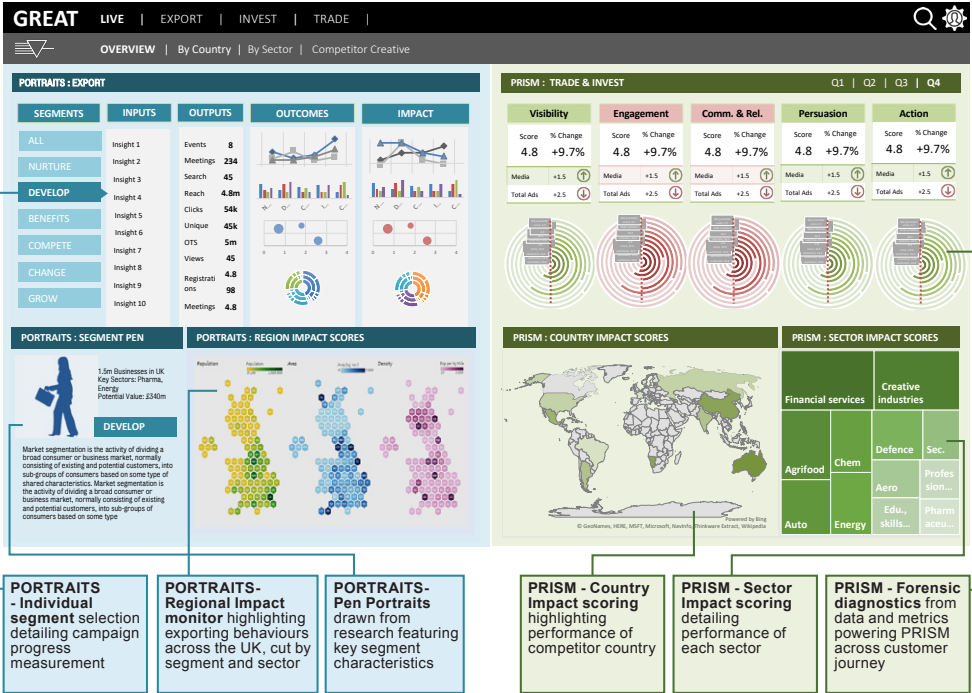 GREAT LIVE | EXPORT | INVEST | TRADE |
OVERVIEW | By Country | By Sector | Competitor Creative
PORTRAITS : EXPORT
SEGMENTS INPUTS OUTPUTS OUTCOMES IMPACT
ALL
NURTURE
DEVELOP
BENEFITS
COMPETE
CHANGE
GROW
Insight 1
Insight 2
Insight 3
Insight 4
Insight 5
Insight 6
Insight 7
Insight 8
Insight 9
Insight 10
Events 8
Meetings 234
Search 45
Reach 4.8m
Clicks 54k
Unique 45k
OTS 5m
Views 45
4.8
Registrati
ons 98
Meetings 4.8
N... D... C... L... C...
N... D... C... L... C...
0 1 2 3 4
0 1 2 3 4
PRISM : TRADE & INVEST Q1 | Q2 | Q3 | Q4
Visibility Engagement Comm. & Rel. Persuasion Action
Score % Change Score % Change Score % Change Score % Change Score % Change
4.8 +9.7% 4.8 +9.7% 4.8 +9.7% 4.8 +9.7% 4.8 +9.7%
Media +1.5 Media +1.5 Media +1.5 Media +1.5 Media +1.5
Total Ads +2.5 Total Ads +2.5 Total Ads +2.5 Total Ads +2.5 Total Ads +2.5
PORTRAITS : SEGMENT PEN
1.5m Businesses in UK
Key Sectors: Pharma,
Energy
Potential Value: £340m
DEVELOP
Market segmentation is the activity of dividing a
broad consumer or business market, normally
consisting of existing and potential customers, into
sub-groups of consumers based on some type of
shared characteristics. Market segmentation is
the activity of dividing a broad consumer or
business market, normally consisting of existing
and potential customers, into sub-groups of
consumers based on some type
PORTRAITS : REGION IMPACT SCORES
Population Population Area Density
PRISM : COUNTRY IMPACT SCORES
Powered by Bing
© GeoNames, HERE, MSFT, Microsoft, NavInfo, Thinkware Extract, Wikipedia
PRISM : SECTOR IMPACT SCORES
Financial services
Creative
industries
Agrifood
Auto
Chem
Energy
Defence
Sec.
Aero
Profes
sion...
Edu.,
skills...
Pharm
aceu...
PORTRAITS
- Individual
segment selection
detailing campaign
progress
measurement
PORTRAITS-
Regional Impact
monitor highlighting
exporting behaviours
across the UK, cut by
segment and sector
PORTRAITS-
Pen Portraits
drawn from
research featuring
key segment
characteristics
PRISM - Country
Impact scoring
highlighting
performance of
competitor country
PRISM - Sector
Impact scoring
detailing
performance of
each sector
PRISM - Forensic
diagnostics from
data and metrics
powering PRISM
across customer
journey